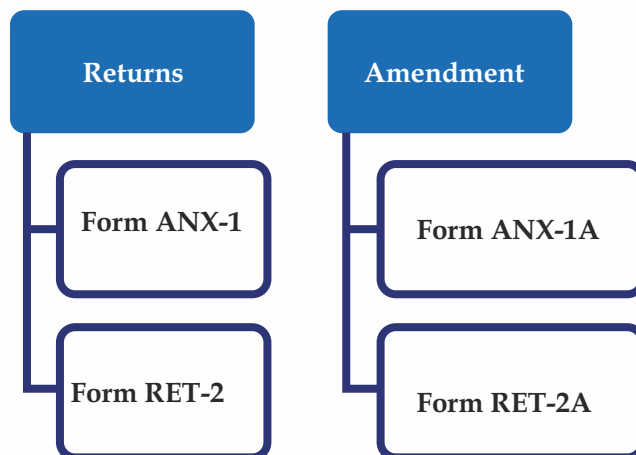 Returns
Form ANX-1
Form RET-2
Amendment
Form ANX-1A
Form RET-2A